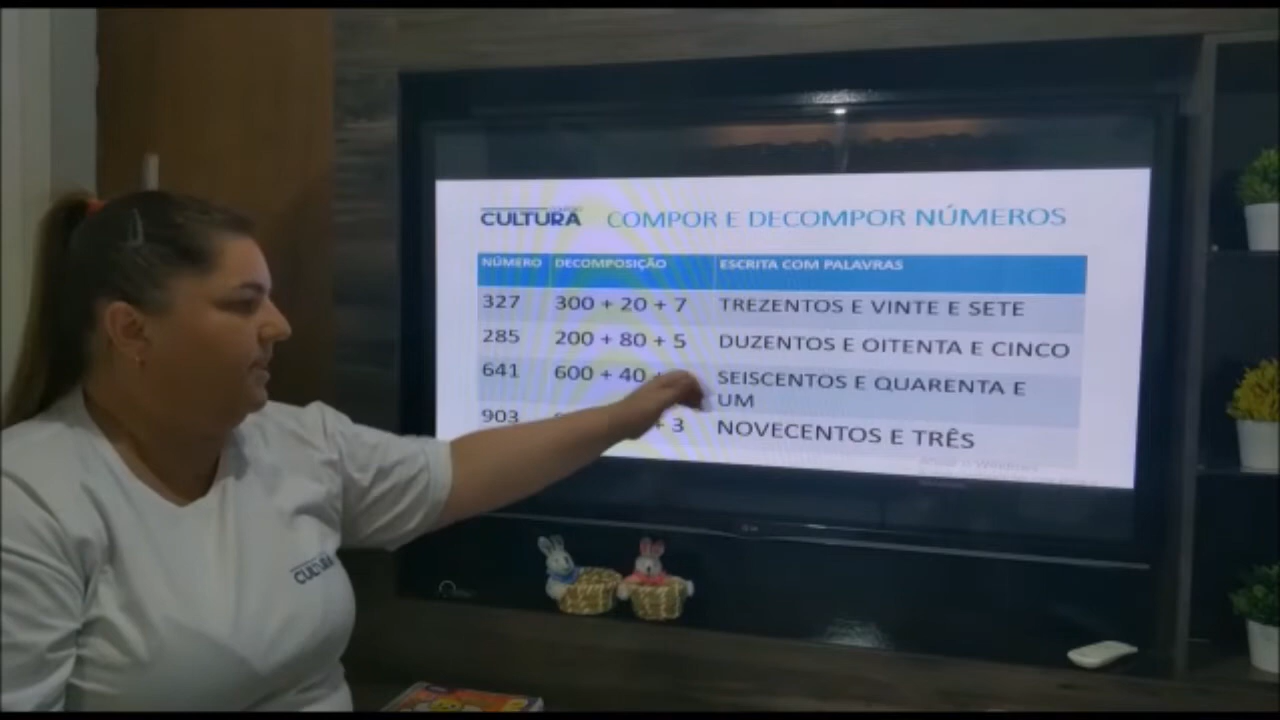 CULTURA COMPOR E DECOMPOR NÚMEROS
NÚMERO DECOMPOSIÇÃO ESCRITA COM PALAVRAS
327 300 + 20 + 7 TREZENTOS E VINTE E SETE
285 200 + 80 + 5 DUZENTOS E OITENTA E CINCO
641 600 + 40 SEISCENTOS E QUARENTA E
UM
903 + 3 NOVECENTOS E TRÊS
CULTURA